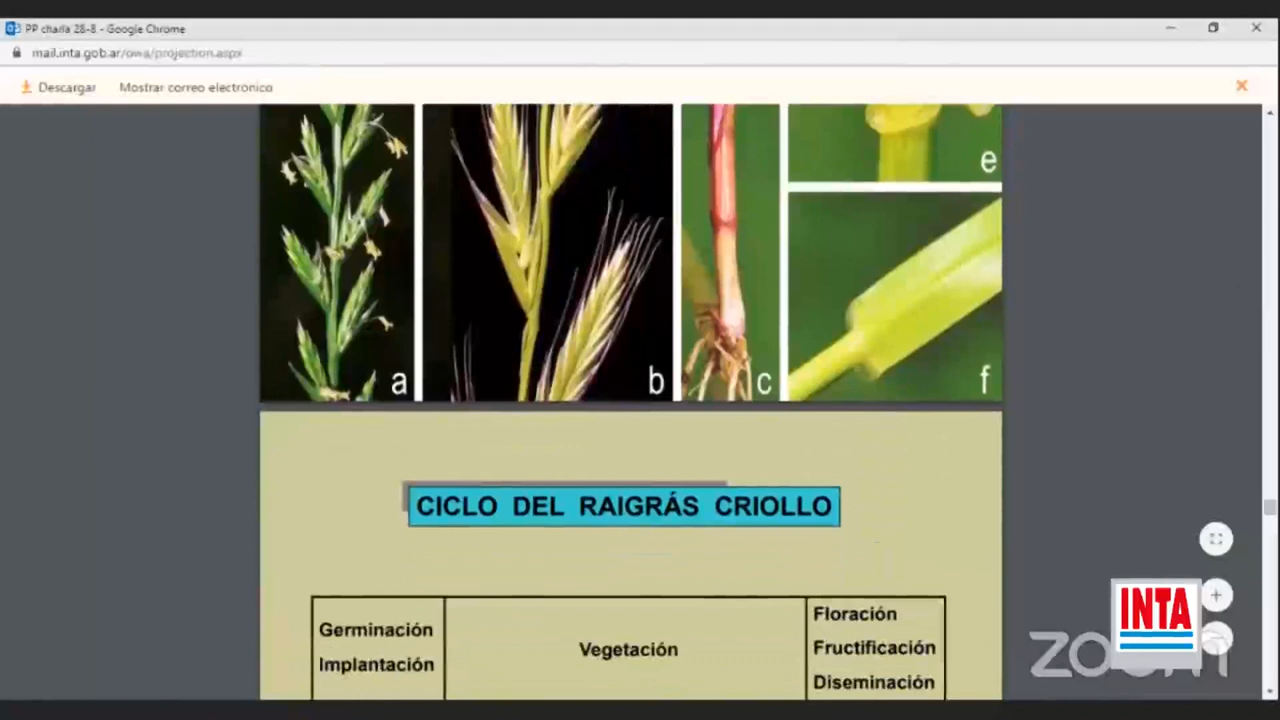 PP charla 28-8 - Google Chrome
mail.inta.gob.ar/owa/projection.aspx
Descargar Mostrar correo electrónico
e
a b c f
CICLO DEL RAIGRÁS CRIOLLO
Germinación
Implantación
Vegetación
Floración
Fructificación
Diseminación
INTA
zoom